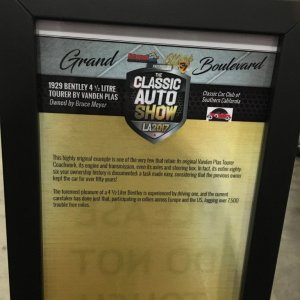 Grand Boulevard
THE
CLASSIC
AUTO
SHOW
LA2017
1929 BENTLEY 4 ½ LITRE
TOURER BY VANDEN PLAS
Owned by Bruce Meyer
Classic Car Club of
Southern California
This highly original example is one of the very few that retain its original Vanden Plas Tourer
Coachwork, its engine and transmission, even its axles and steering box. In fact, its entire eighty
six year ownership history is documented: a task made easy, considering that the previous owner
kept the car for over fifty years!
The foremost pleasure of a 4 ½ Litre Bentley is experienced by driving one, and the current
caretaker has done just that, participating in rallies across Europe and the US, logging over 7,500
trouble free miles.